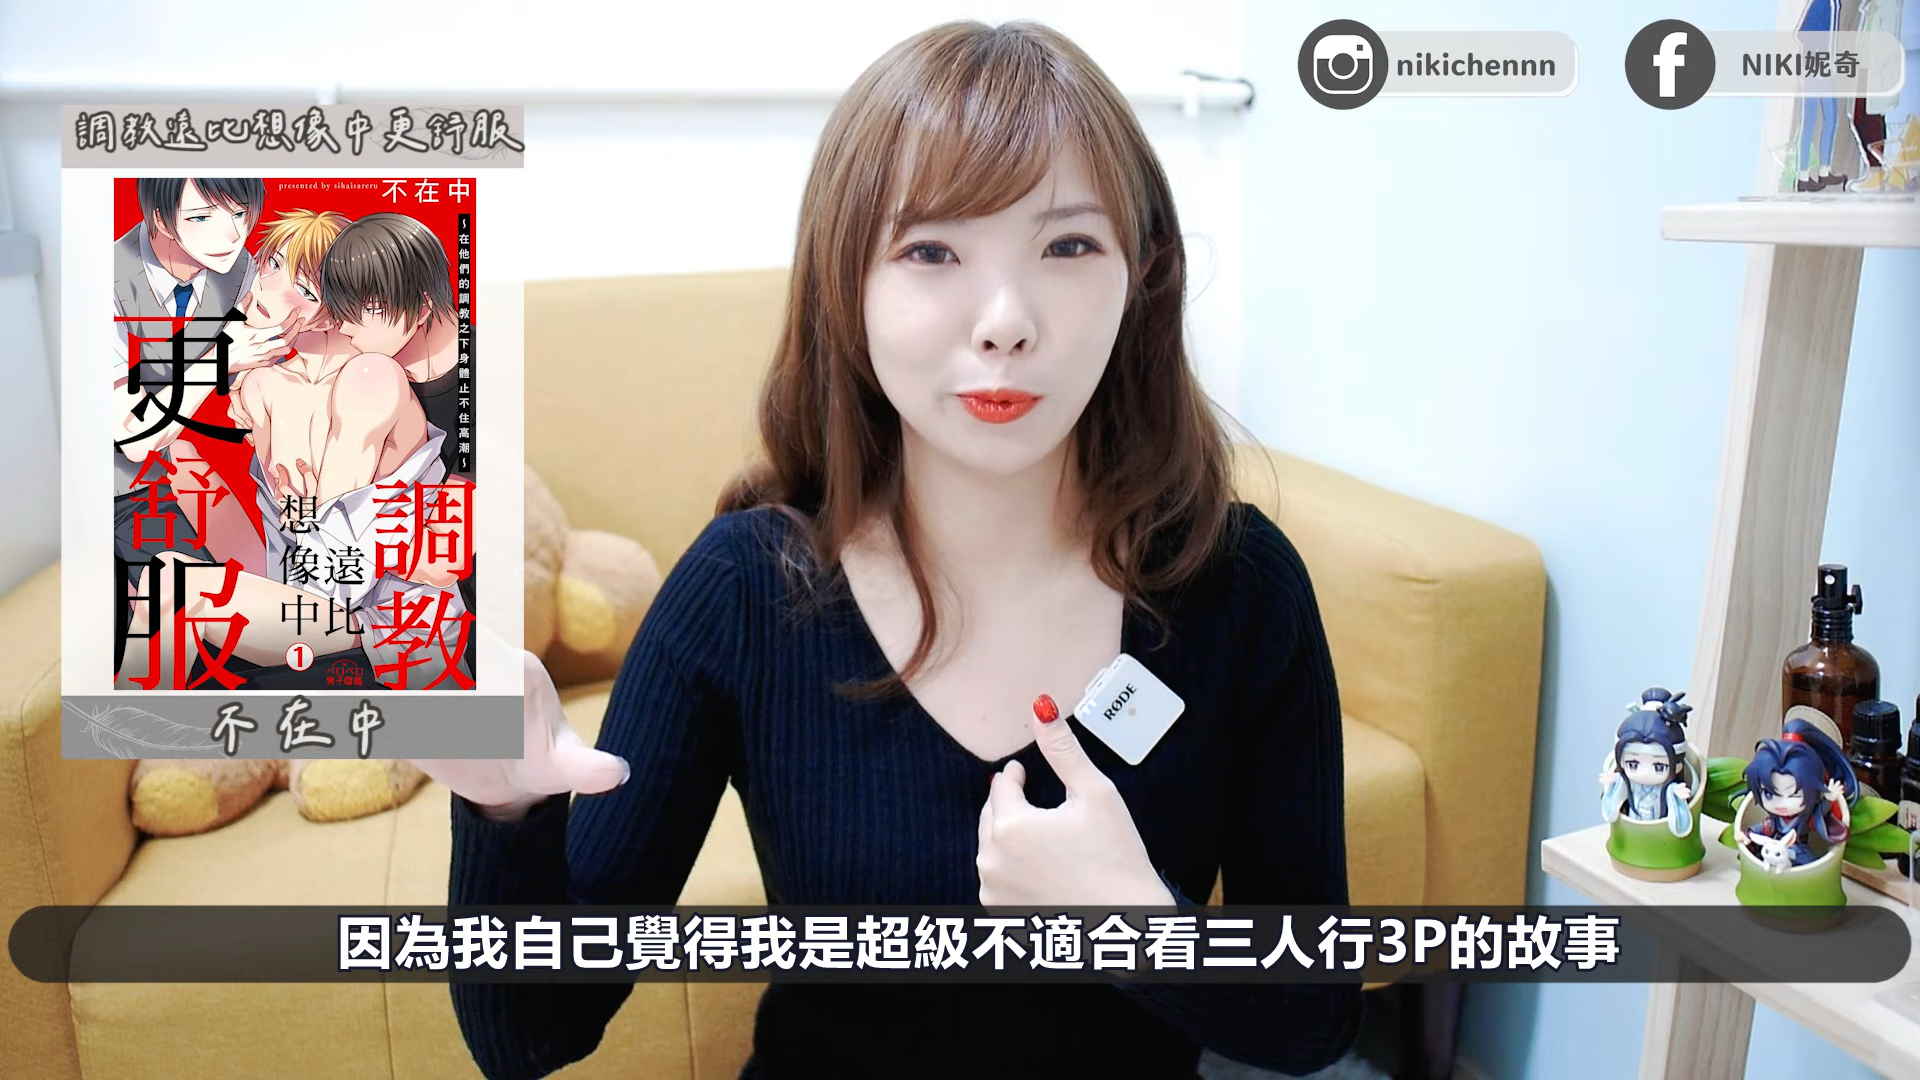 nikichennn
NIKI妮奇
調教遠比想像中更舒服
presented by sihaisareru
不在中
~在他們的調教之下身體止不住高潮~
調教
遠比
想像中
更舒服
1
不在中
RØDE
因為我自己覺得我是超級不適合看三人行3P的故事